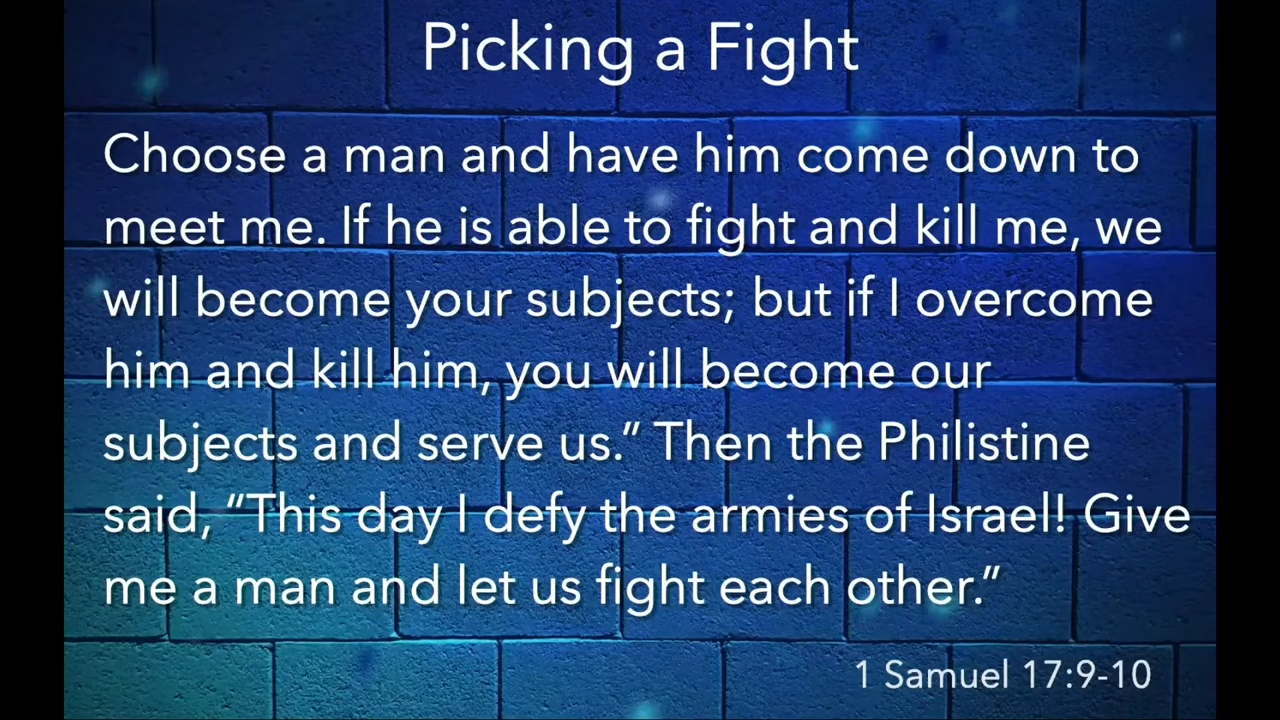 Picking a Fight
Choose a man and have him come down to
meet me. If he is able to fight and kill me, we
will become your subjects; but if I overcome
him and kill him, you will become our
subjects and serve us.” Then the Philistine
said, “This day I defy the armies of Israel! Give
me a man and let us fight each other.”
1 Samuel 17:9-10